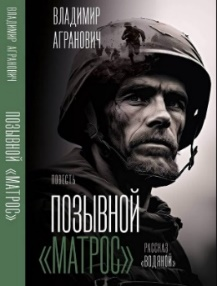 ВЛАДИМИР АГРАНОВИЧ
ПОЗЫВНОЙ «МАТРОС»
ВЛАДИМИР
АГРАНОВИЧ
ПОВЕСТЬ
ПОЗЫВНОЙ
«МАТРОС»
РАССКАЗ
«ВОДЯНОЙ»